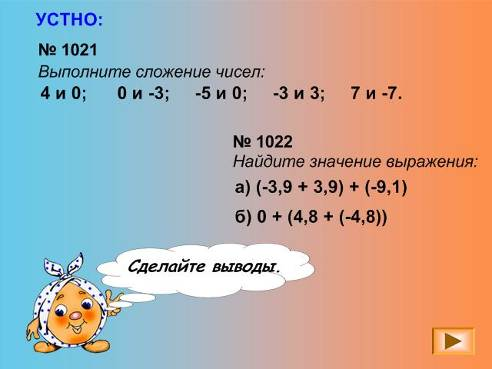 УСТНО:
№ 1021
Выполните сложение чисел:
4 и 0; 0 и -3; -5 и 0; -3 и 3; 7 и -7.
№ 1022
Найдите значение выражения:
а) (-3,9 + 3,9) + (-9,1)
б) 0 + (4,8 + (-4,8))
Сделайте выводы.